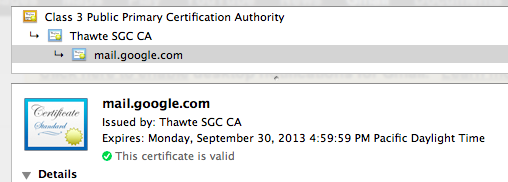 Class 3 Public Primary Certification Authority
Thawte SGC CA
mail.google.com
Certificate
Standard
mail.google.com
Issued by: Thawte SGC CA
Expires: Monday, September 30, 2013 4:59:59 PM Pacific Daylight Time
This certificate is valid
Details